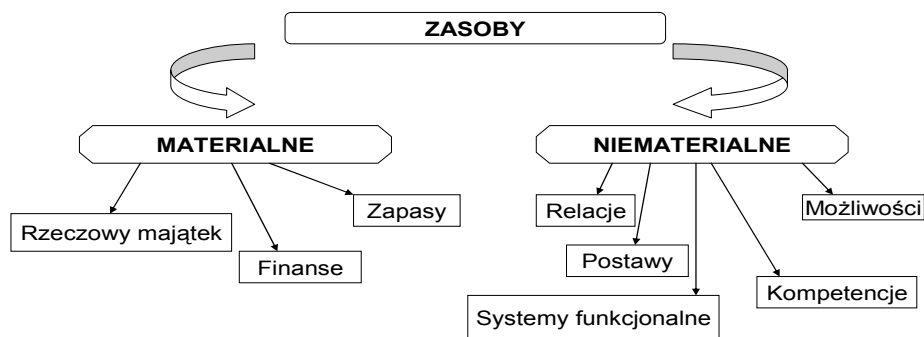 ZASOBY
MATERIALNE
NIEMATERIALNE
Zapasy
Relacje
Możliwości
Rzeczowy majątek
Finanse
Postawy
Kompetencje
Systemy funkcjonalne